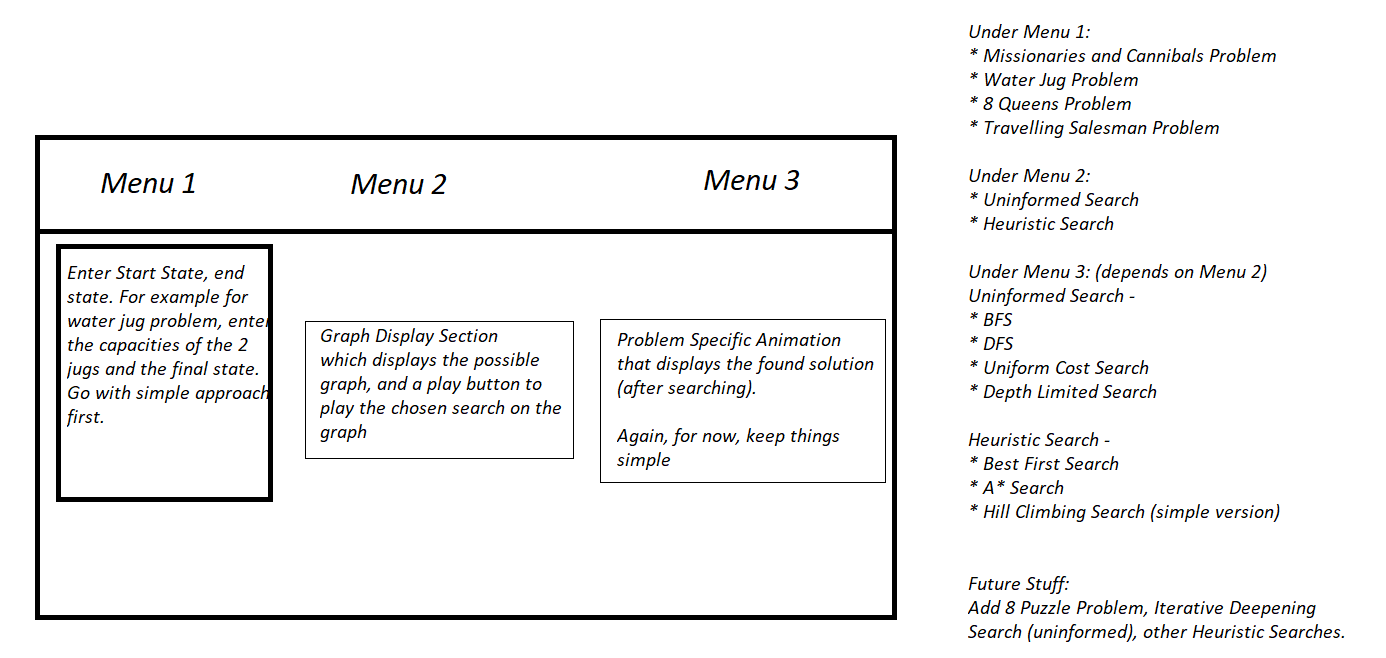 Menu 1
Menu 2
Menu 3
Enter Start State, end
state. For example for
water jug problem, enter
the capacities of the 2
jugs and the final state.
Go with simple approach
first.
Graph Display Section
which displays the possible
graph, and a play button to
play the chosen search on the
graph
Problem Specific Animation
that displays the found solution
(after searching).
Again, for now, keep things
simple
Under Menu 1:
* Missionaries and Cannibals Problem
* Water Jug Problem
* 8 Queens Problem
* Travelling Salesman Problem
Under Menu 2:
* Uninformed Search
* Heuristic Search
Under Menu 3: (depends on Menu 2)
Uninformed Search -
* BFS
* DFS
* Uniform Cost Search
* Depth Limited Search
Heuristic Search -
* Best First Search
* A* Search
* Hill Climbing Search (simple version)
Future Stuff:
Add 8 Puzzle Problem, Iterative Deepening
Search (uninformed), other Heuristic Searches.